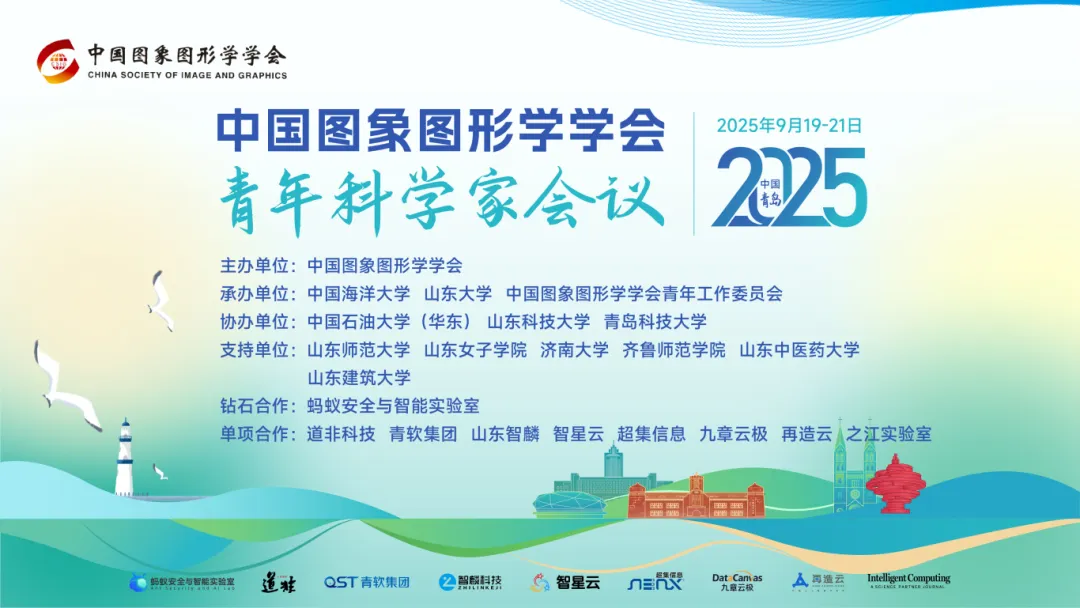 中国图象图形学学会
CHINA SOCIETY OF IMAGE AND GRAPHICS
中国图象图形学学会
青年科学家会议
2025年9月19-21日
2025
中国
青岛
主办单位：中国图象图形学学会
承办单位：中国海洋大学 山东大学 中国图象图形学学会青年工作委员会
协办单位：中国石油大学（华东） 山东科技大学 青岛科技大学
支持单位：山东师范大学 山东女子学院 济南大学 齐鲁师范学院 山东中医药大学
山东建筑大学
钻石合作：蚂蚁安全与智能实验室
单项合作：道非科技 青软集团 山东智麟 智星云 超集信息 九章云极 再造云 之江实验室
蚂蚁安全与智能实验室
Ant Security and AI Lab
QST 青软集团
智麟科技
ZHILINKEJI
智星云
超集信息
DataCanvas
九章云极
再造云
Intelligent Computing
A SCIENCE PARTNER JOURNAL